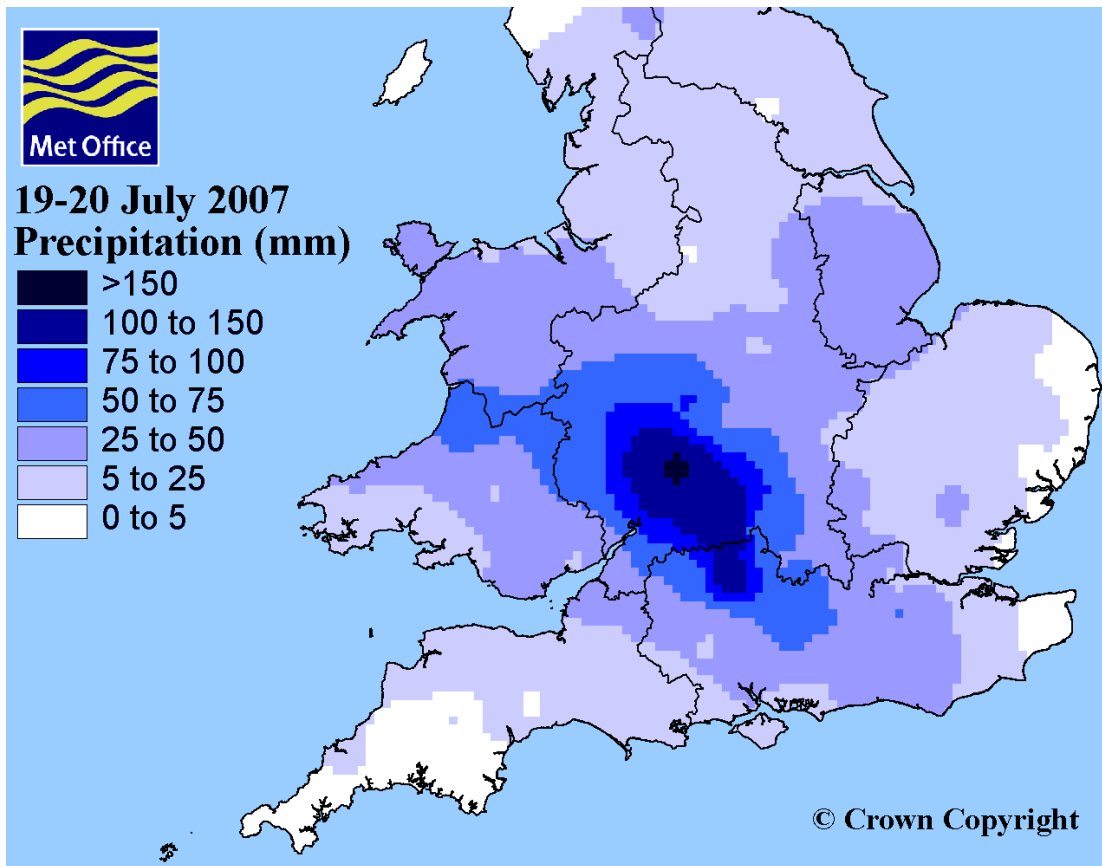 Met Office
19-20 July 2007
Precipitation (mm)
>150
100 to 150
75 to 100
50 to 75
25 to 50
5 to 25
0 to 5
© Crown Copyright